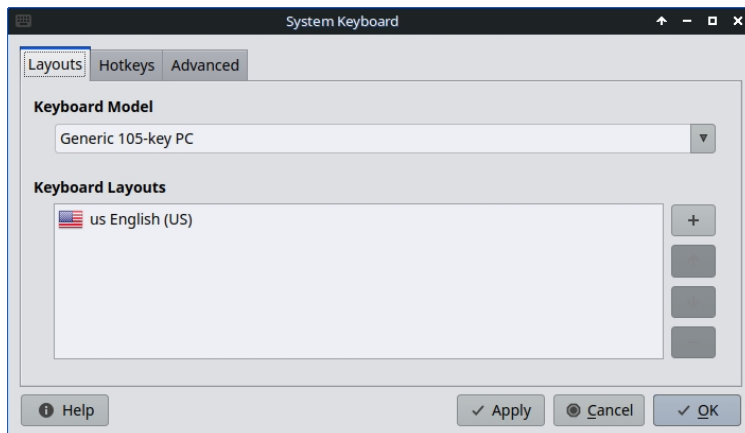 System Keyboard
Layouts Hotkeys Advanced
Keyboard Model
Generic 105-key PC
Keyboard Layouts
us English (US)
+
Help Apply Cancel OK